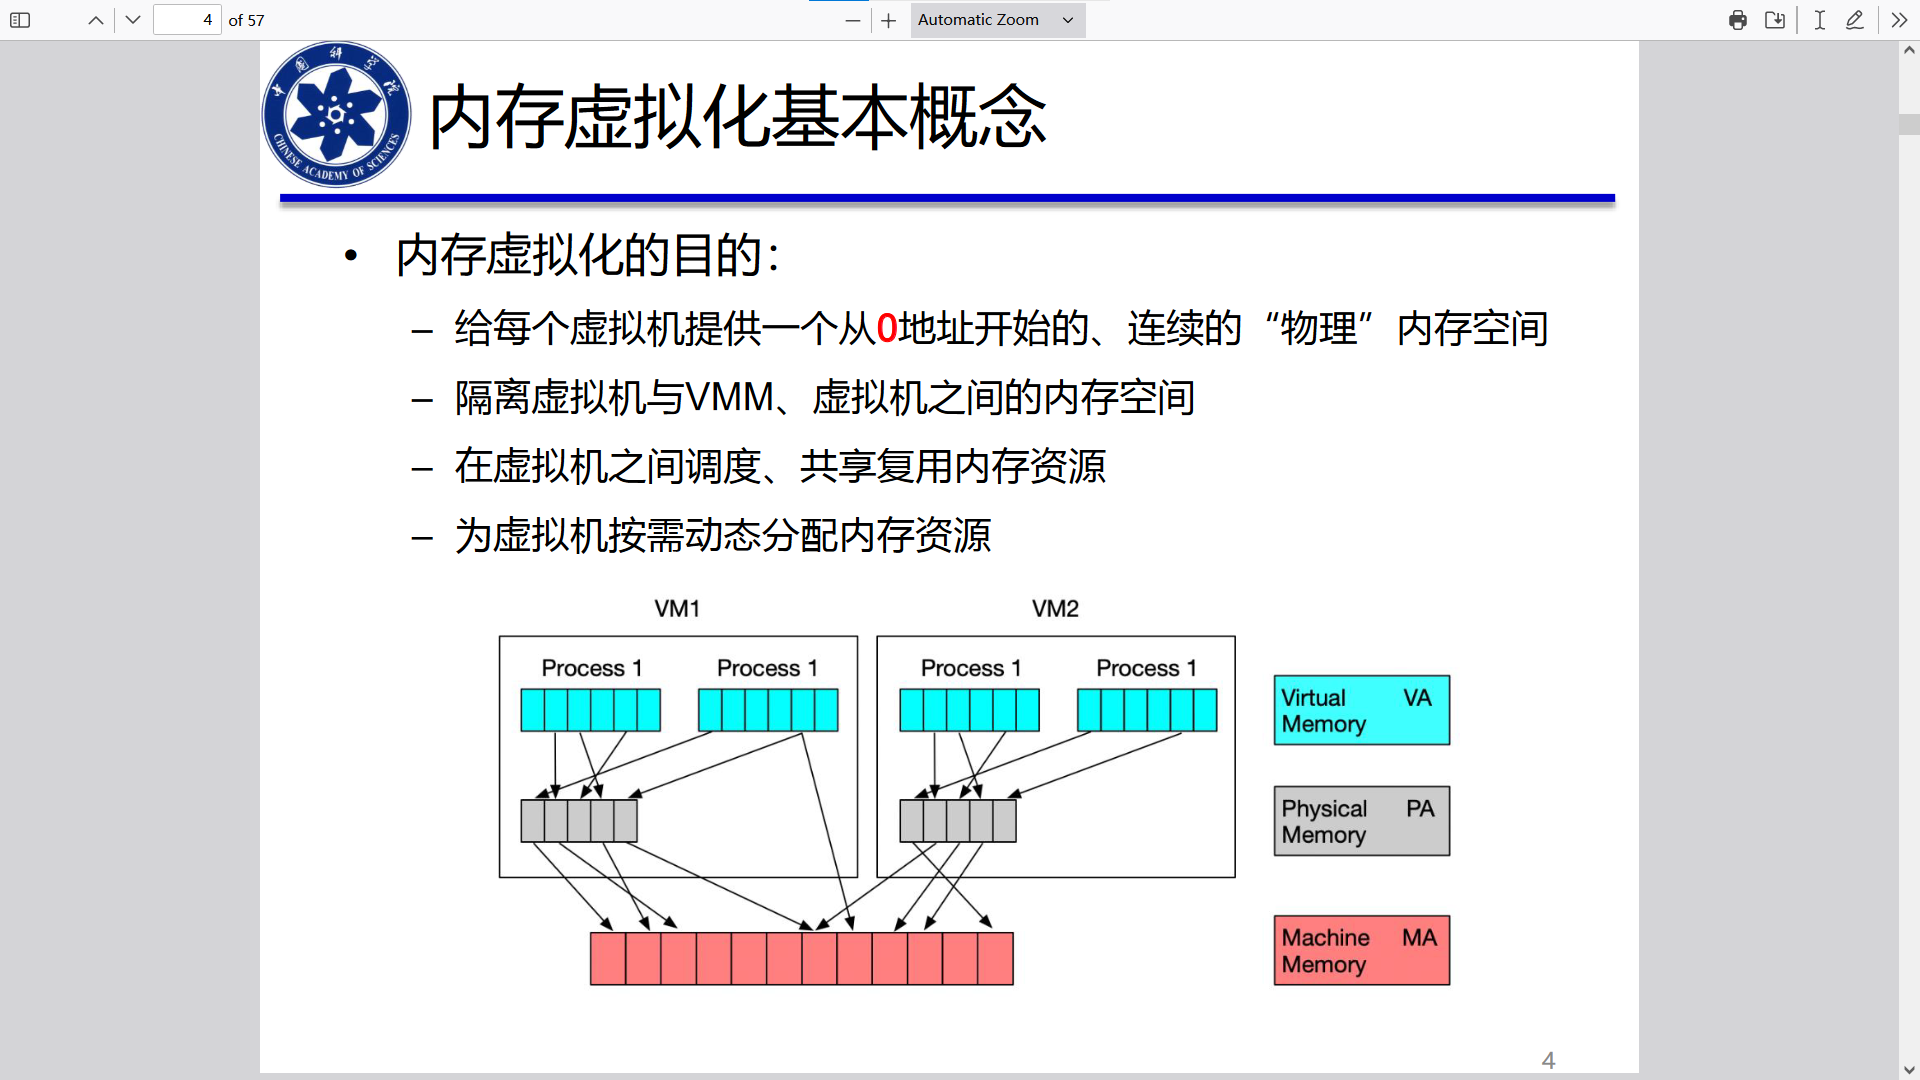 4 of 57
Automatic Zoom
中国科学院
CHINESE ACADEMY OF SCIENCES
内存虚拟化基本概念
• 内存虚拟化的目的：
– 给每个虚拟机提供一个从0地址开始的、连续的“物理”内存空间
– 隔离虚拟机与VMM、虚拟机之间的内存空间
– 在虚拟机之间调度、共享复用内存资源
– 为虚拟机按需动态分配内存资源
VM1
VM2
Process 1
Process 1
Process 1
Process 1
Virtual VA
Memory
Physical PA
Memory
Machine MA
Memory
4